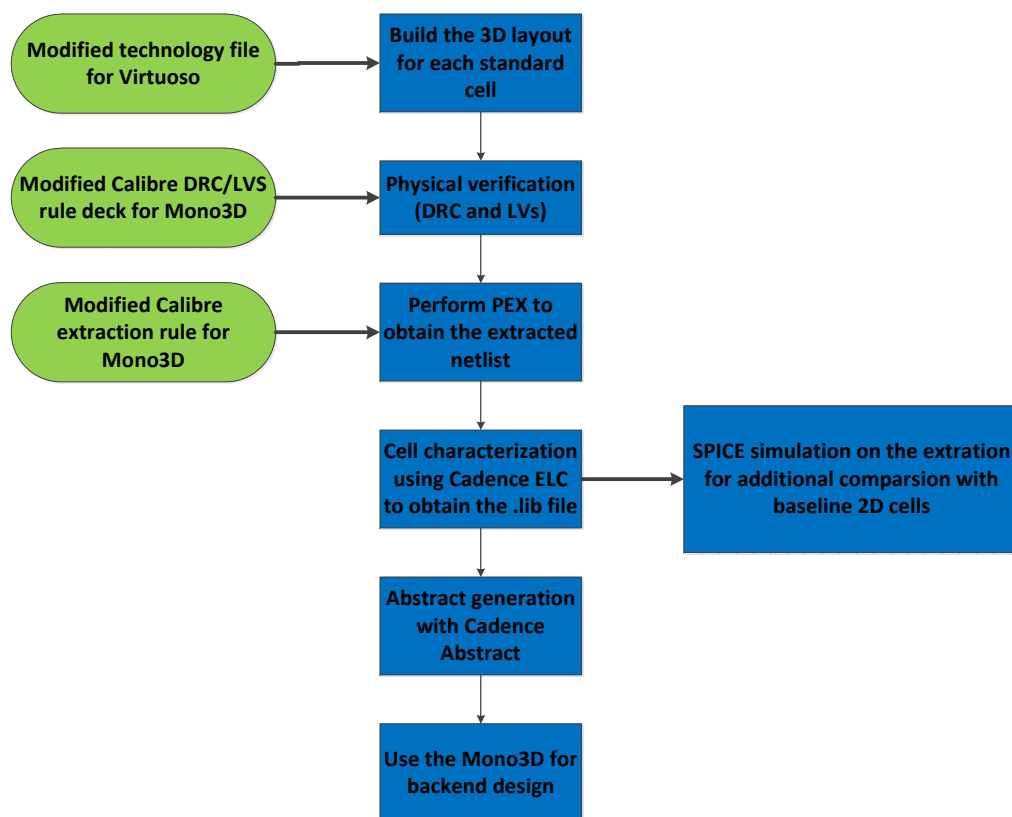 Modified technology file
for Virtuoso
Build the 3D layout
for each standard
cell
Modified Calibre DRC/LVS
rule deck for Mono3D
Physical verification
(DRC and LVs)
Modified Calibre
extraction rule for
Mono3D
Perform PEX to
obtain the extracted
netlist
Cell characterization
using Cadence ELC
to obtain the .lib file
SPICE simulation on the extration
for additional comparsion with
baseline 2D cells
Abstract generation
with Cadence
Abstract
Use the Mono3D for
backend design